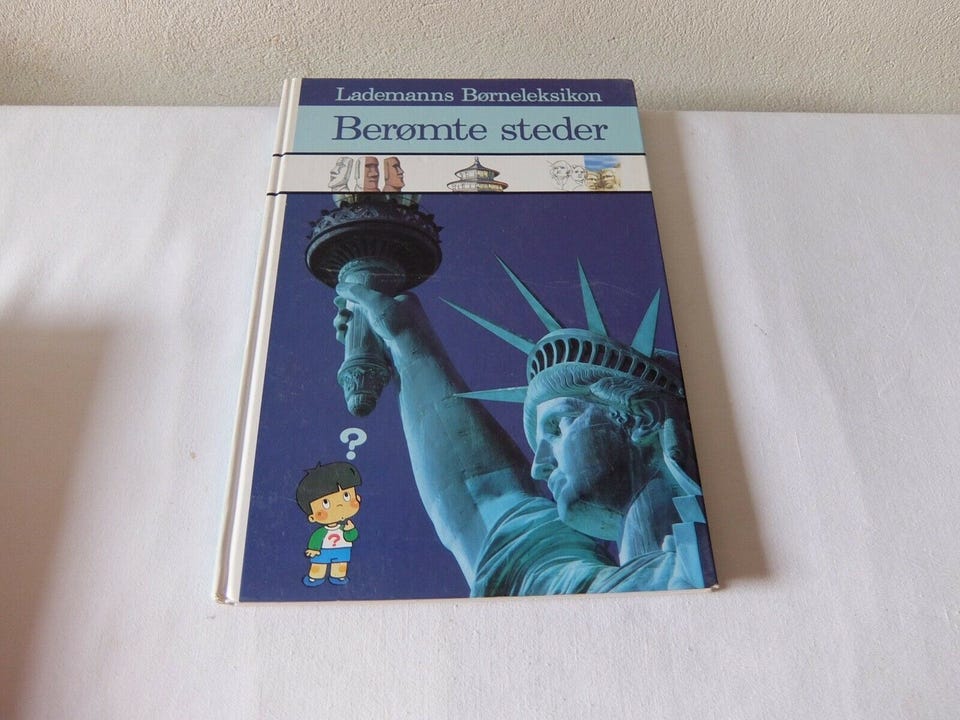 Lademanns Børneleksikon
Berømte steder
?
?